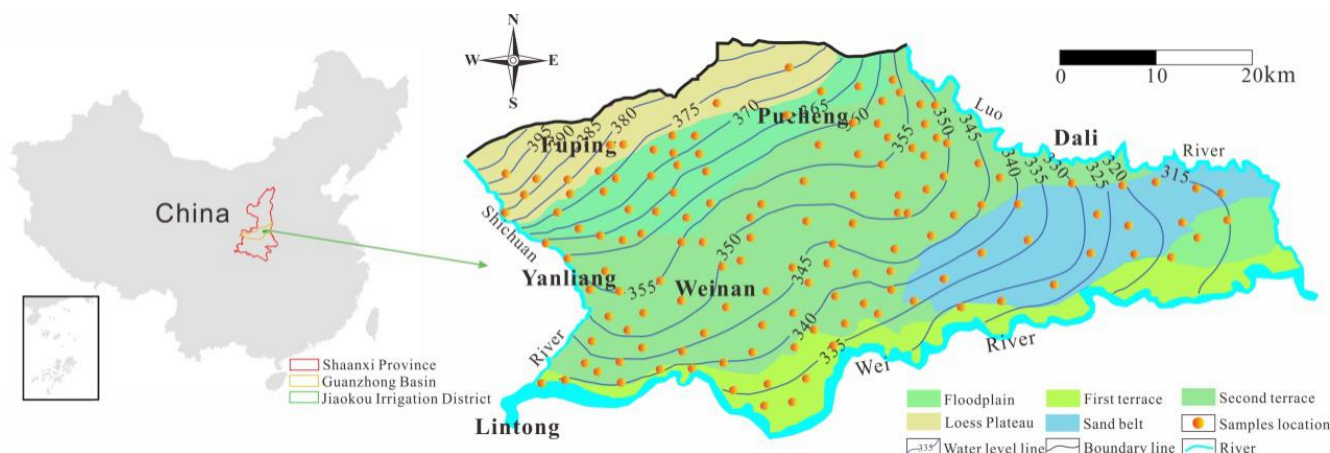 China
Shaanxi Province
Guanzhong Basin
Jiaokou Irrigation District
N
W E
S
0 10 20km
395
390
385
380
375
370
365
350
355
350
345
340
335
330
325
320
315
Fuping
Pucheng
Luo
Dali
River
Shichuan
Yanliang
355
Weinan
350
345
340
335
River
Wei
River
Lintong
Floodplain First terrace Second terrace
Loess Plateau Sand belt Samples location
335 Water level line Boundary line River